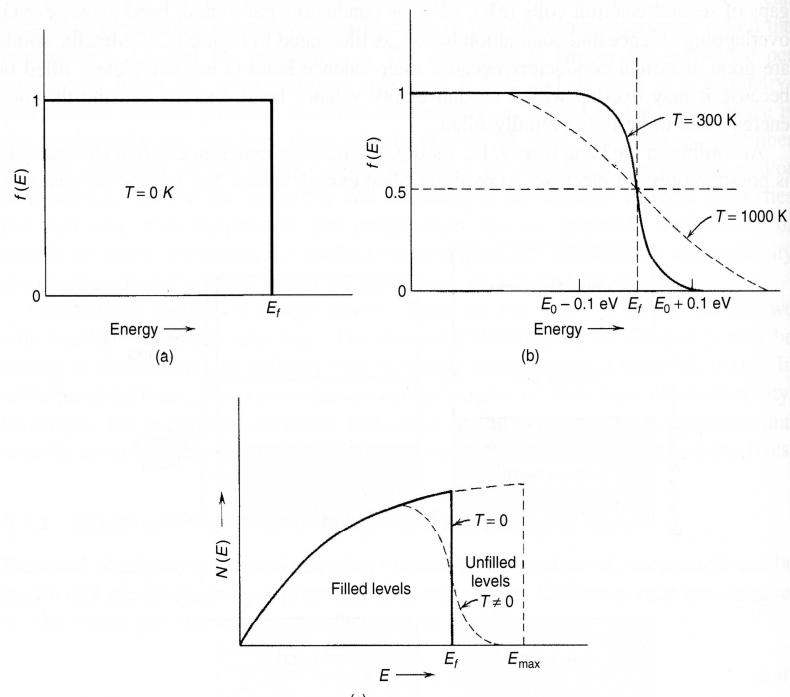 1
f(E)
T = 0 K
0
E_f
Energy →
(a)
1.0
f(E)
T = 300 K
0.5
T = 1000 K
0
E_0 – 0.1 eV E_f E_0 + 0.1 eV
Energy →
(b)
N(E) →
T = 0
Unfilled
levels
Filled levels
T ≠ 0
E_f
E_max
E →